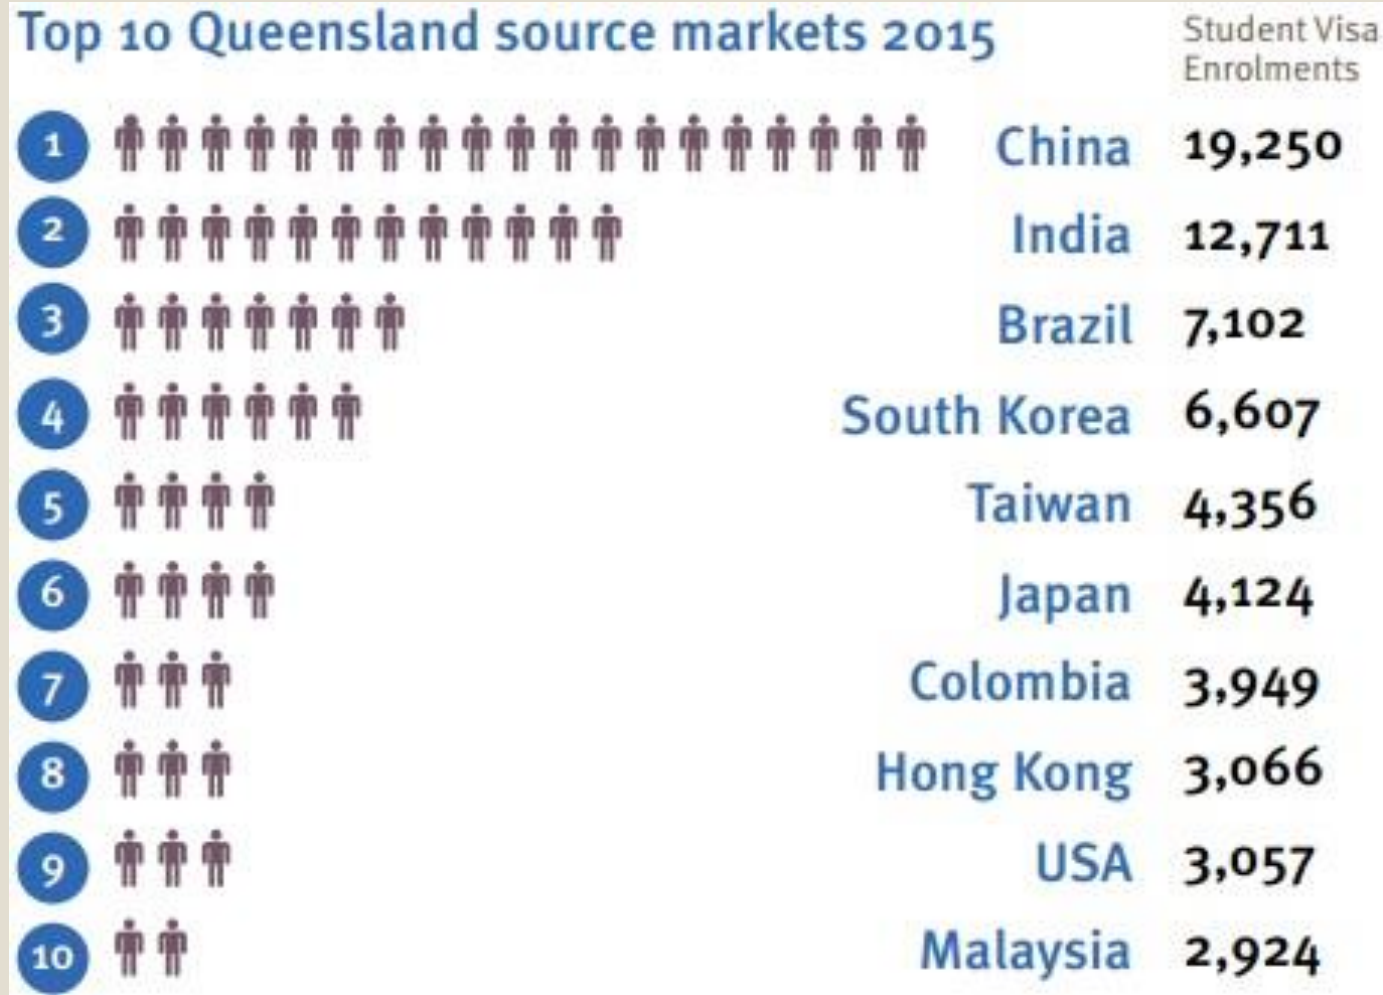 Top 10 Queensland source markets 2015
Student Visa
Enrolments
1 China 19,250
2 India 12,711
3 Brazil 7,102
4 South Korea 6,607
5 Taiwan 4,356
6 Japan 4,124
7 Colombia 3,949
8 Hong Kong 3,066
9 USA 3,057
10 Malaysia 2,924